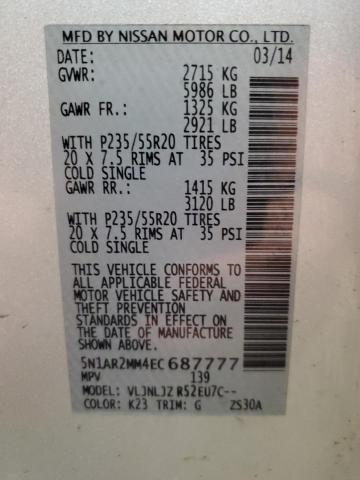 MFD BY NISSAN MOTOR CO., LTD.
DATE: 03/14
GVWR: 2715 KG
5986 LB
GAWR FR.: 1325 KG
2921 LB
WITH P235/55R20 TIRES
20 X 7.5 RIMS AT 35 PSI
COLD SINGLE
GAWR RR.: 1415 KG
3120 LB
WITH P235/55R20 TIRES
20 X 7.5 RIMS AT 35 PSI
COLD SINGLE
THIS VEHICLE CONFORMS TO
ALL APPLICABLE FEDERAL
MOTOR VEHICLE SAFETY AND
THEFT PREVENTION
STANDARDS IN EFFECT ON
THE DATE OF MANUFACTURE
SHOWN ABOVE.
5N1AR2MM4EC687777
MPV 139
MODEL: VLJNLJZ R52EU7C--
COLOR: K23 TRIM: G ZS30A